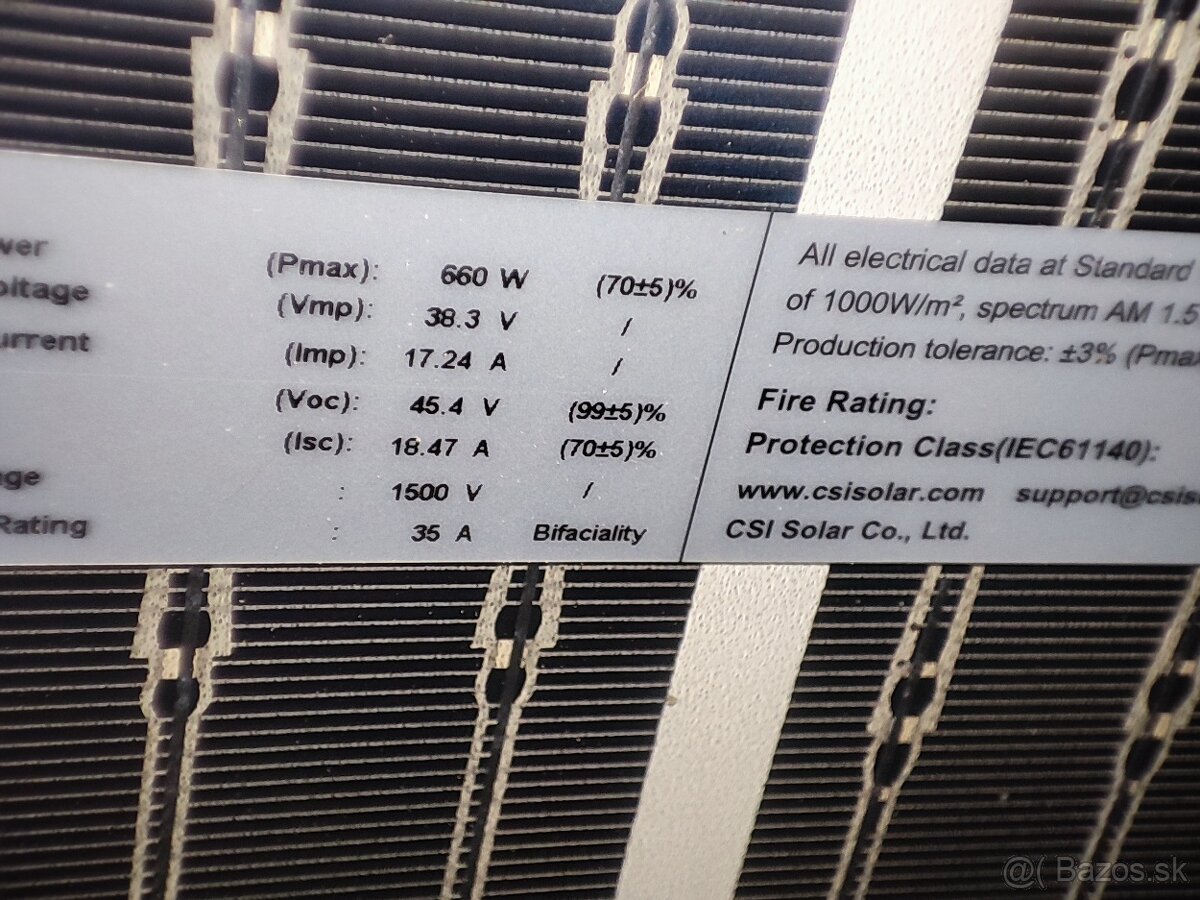 wer (Pmax): 660 W (70±5)%
oltage (Vmp): 38.3 V /
urrent (Imp): 17.24 A /
(Voc): 45.4 V (99±5)%
(Isc): 18.47 A (70±5)%
ge : 1500 V /
Rating : 35 A Bifaciality
All electrical data at Standard
of 1000W/m², spectrum AM 1.5
Production tolerance: ±3% (Pmax
Fire Rating:
Protection Class(IEC61140):
www.csisolar.com support@csis
CSI Solar Co., Ltd.
@( Bazos.sk